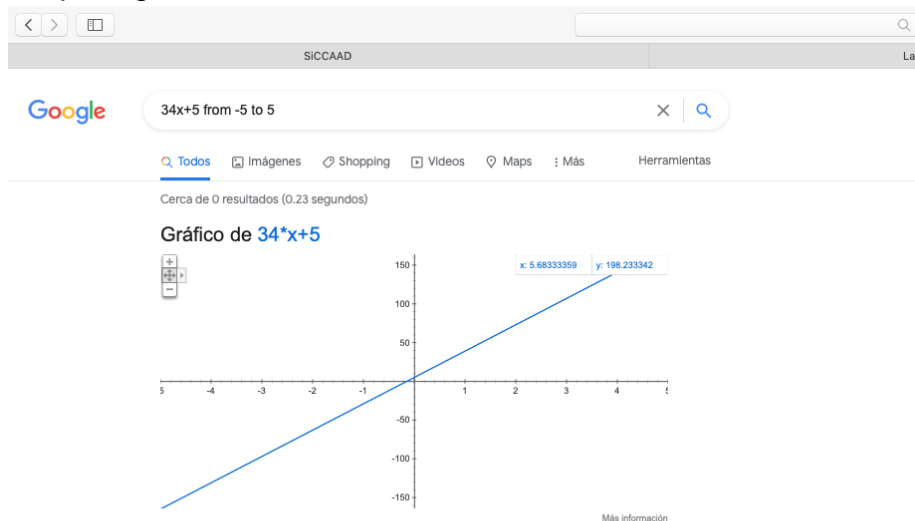 SiCCAAD
La
Google
34x+5 from -5 to 5
Todos Imágenes Shopping Videos Maps Más Herramientas
Cerca de 0 resultados (0.23 segundos)
Gráfico de 34*x+5
x: 5.68333359 y: 198.233342
150
100
50
-4 -3 -2 -1 1 2 3 4
-50
-100
-150
Más información